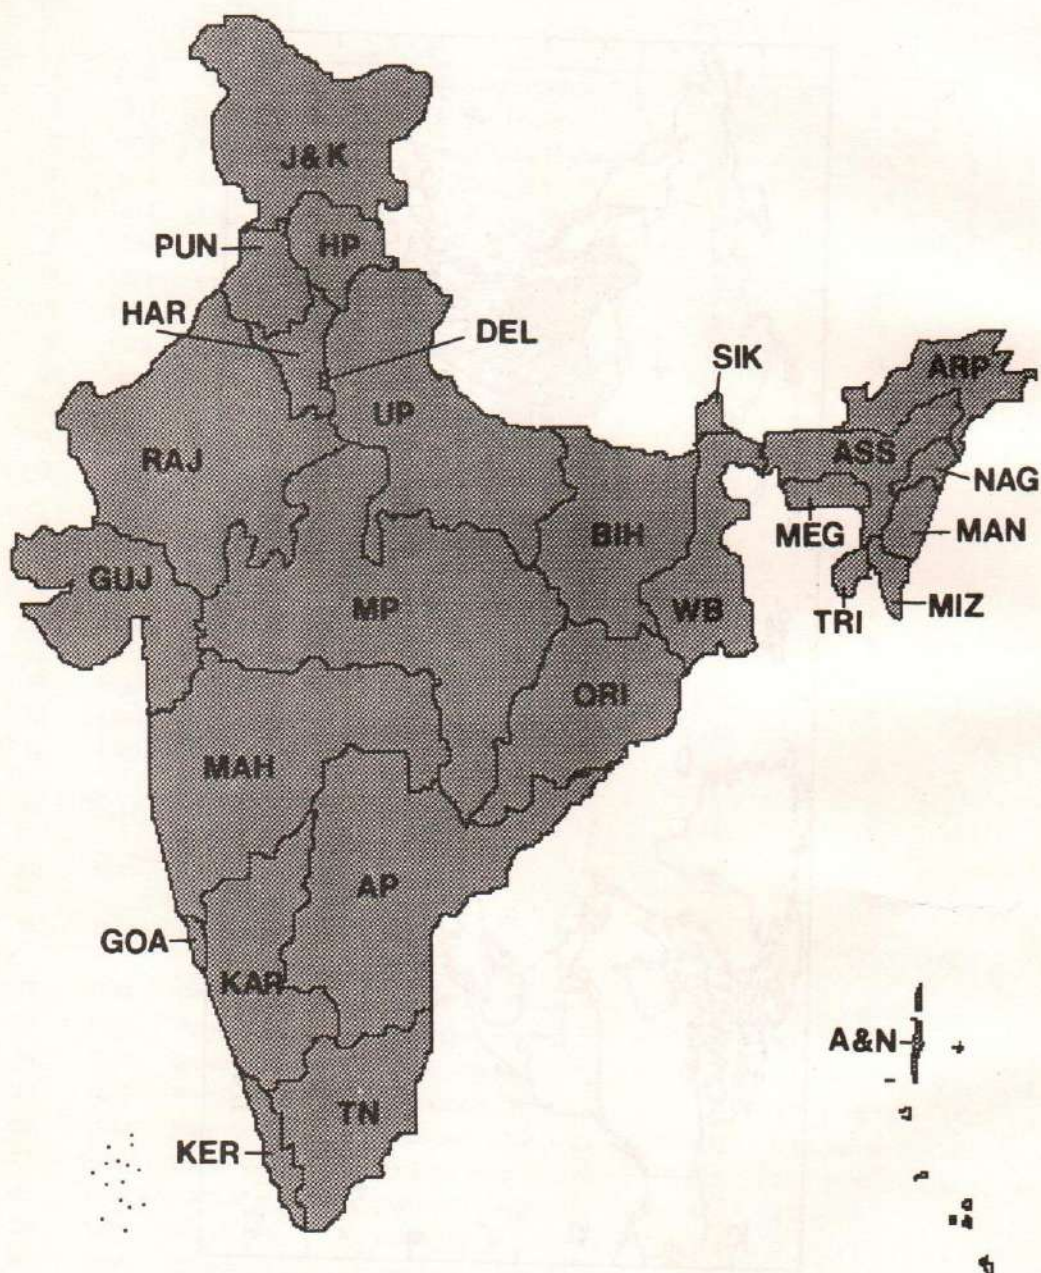 J&K
PUN
HP
HAR
DEL
SIK
ARP
UP
RAJ
ASS
NAG
BIH
MEG
MAN
GUJ
MP
WB
TRI
MIZ
ORI
MAH
AP
GOA
KAR
A&N
TN
KER